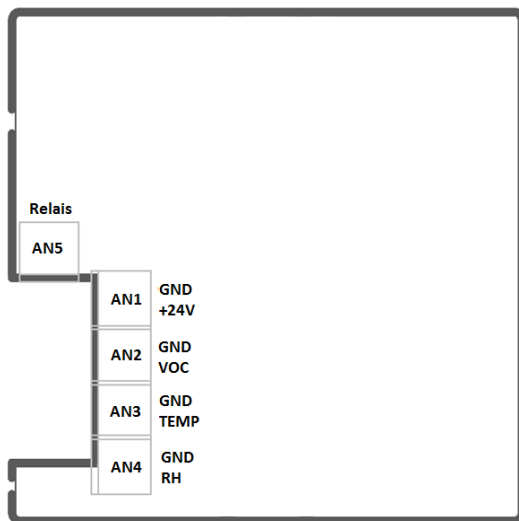 Relais
AN5
AN1
GND
+24V
AN2
GND
VOC
AN3
GND
TEMP
AN4
GND
RH